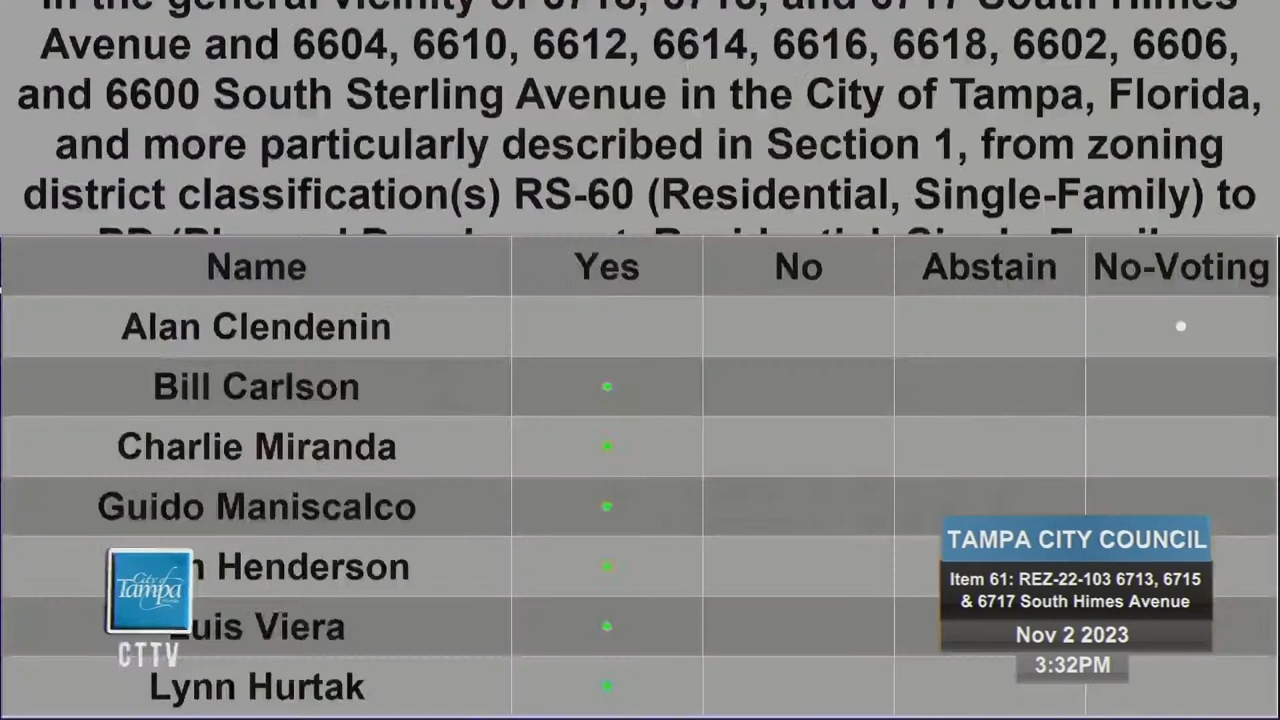 Avenue and 6604, 6610, 6612, 6614, 6616, 6618, 6602, 6606,
and 6600 South Sterling Avenue in the City of Tampa, Florida,
and more particularly described in Section 1, from zoning
district classification(s) RS-60 (Residential, Single-Family) to
Name Yes No Abstain No-Voting
Alan Clendenin
Bill Carlson
Charlie Miranda
Guido Maniscalco
Henderson
Luis Viera
Lynn Hurtak
City of
Tampa
CTTV
TAMPA CITY COUNCIL
Item 61: REZ-22-103 6713, 6715
& 6717 South Himes Avenue
Nov 2 2023
3:32PM